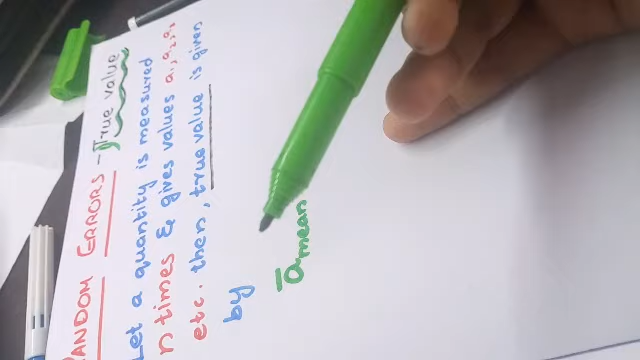 RANDOM ERRORS - True value
Let a quantity is measured
n times & gives values a₁, a₂, a₃
etc. then, true value is given
by
ā mean